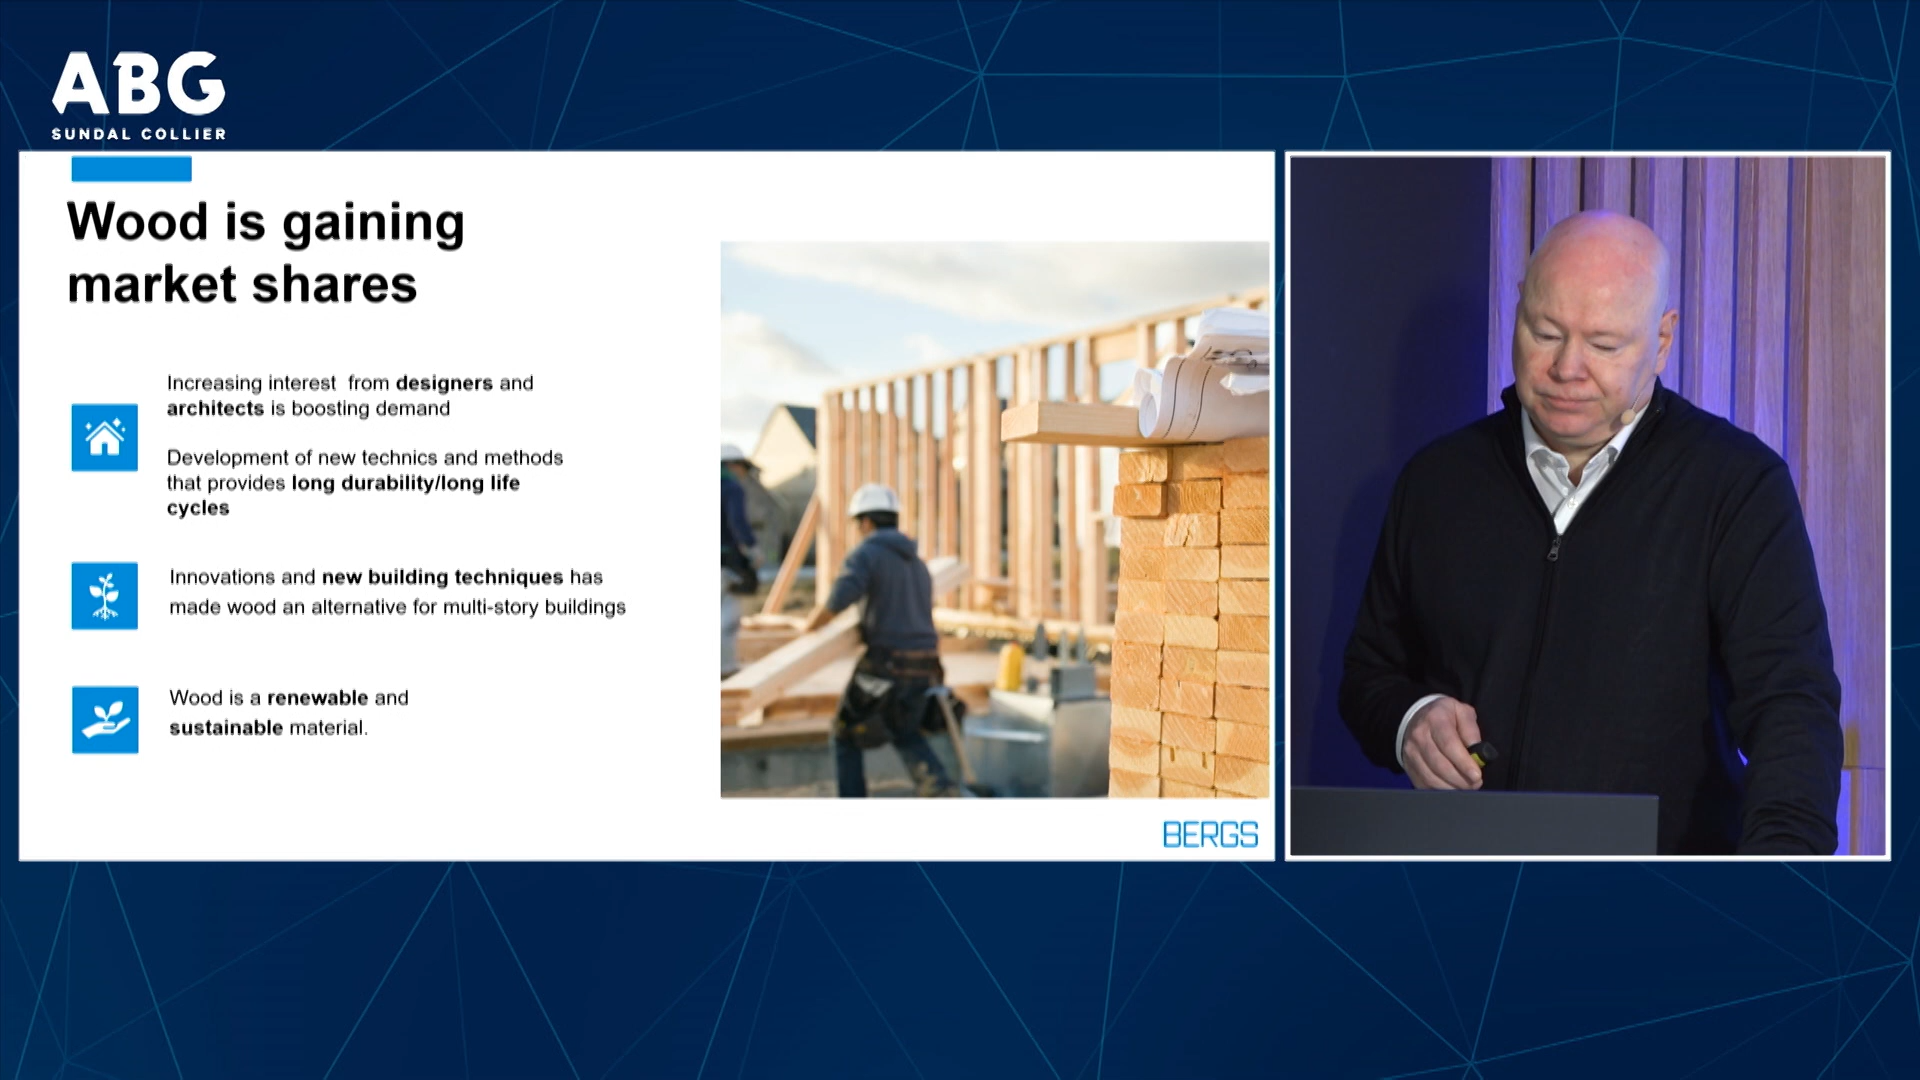 ABG
SUNDAL COLLIER
Wood is gaining
market shares
Increasing interest from designers and
architects is boosting demand
Development of new technics and methods
that provides long durability/long life
cycles
Innovations and new building techniques has
made wood an alternative for multi-story buildings
Wood is a renewable and
sustainable material.
BERGS